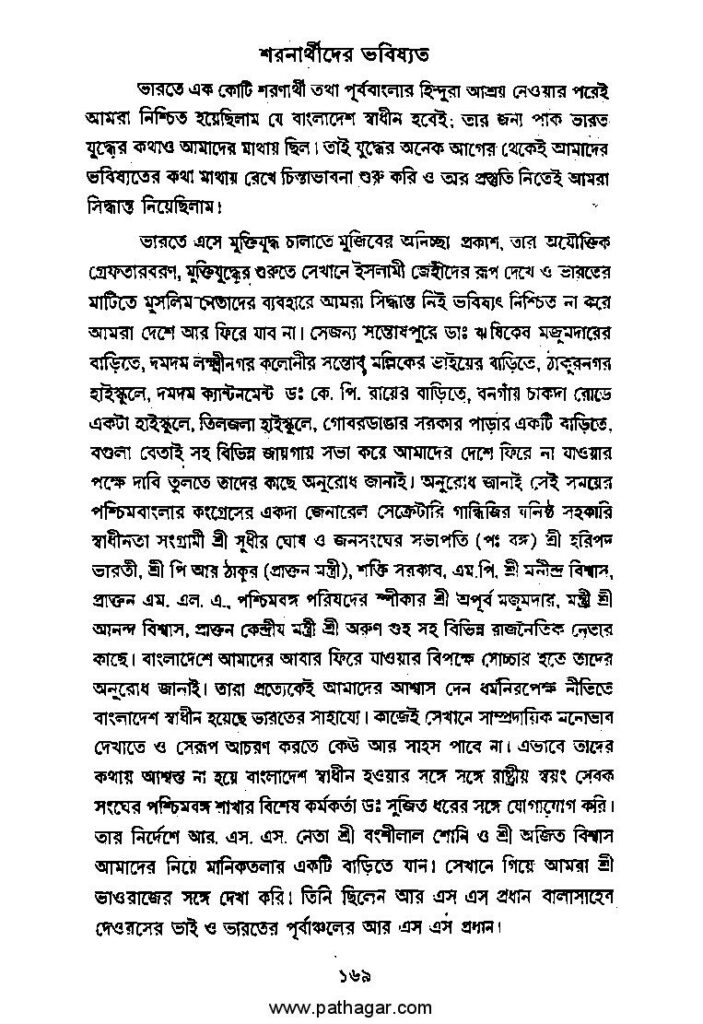 শরনার্থীদের ভবিষ্যত
ভারতে এক কোটি শরণার্থী তথা পূর্ববাংলার হিন্দুরা আশ্রয় নেওয়ার পরেই
আমরা নিশ্চিত হয়েছিলাম যে বাংলাদেশ স্বাধীন হবেই; তার জন্য পাক ভারত
যুদ্ধের কথাও আমাদের মাথায় ছিল। তাই যুদ্ধের অনেক আগের থেকেই আমাদের
ভবিষ্যতের কথা মাথায় রেখে চিন্তাভাবনা শুরু করি ও তার প্রস্তুতি নিতেই আমরা
সিদ্ধান্ত নিয়েছিলাম।
ভারতে এসে মুক্তিযুদ্ধ চালাতে মুজিবের অনিচ্ছা প্রকাশ, তার অযৌক্তিক
গ্রেফতারবরণ, মুক্তিযুদ্ধের শুরুতে সেখানে ইসলামী জেহীদের রূপ দেখে ও ভারতের
মাটিতে মুসলিম নেতাদের ব্যবহারে আমরা সিদ্ধান্ত নিই ভবিষ্যৎ নিশ্চিত না করে
আমরা দেশে আর ফিরে যাব না। সেজন্য সন্তোষপুরে ডাঃ ঋষিকেব মজুমদারের
বাড়িতে, দমদম লক্ষ্মীনগর কলোনীর সন্তোষ মল্লিকের ভাইয়ের বাড়িতে, ঠাকুরনগর
হাইস্কুলে, দমদম ক্যান্টনমেন্ট ডঃ কে. পি. রায়ের বাড়িতে, বনগাঁয় চাকদা রোডে
একটা হাইস্কুলে, তিলজলা হাইস্কুলে, গোবরডাঙার সরকার পাড়ার একটি বাড়িতে,
বগুলা বেতাই সহ বিভিন্ন জায়গায় সভা করে আমাদের দেশে ফিরে না যাওয়ার
পক্ষে দাবি তুলতে তাদের কাছে অনুরোধ জানাই। অনুরোধ জানাই সেই সময়ের
পশ্চিমবাংলার কংগ্রেসের একদা জেনারেল সেক্রেটারি গান্ধিজির ঘনিষ্ঠ সহকারি
স্বাধীনতা সংগ্রামী শ্রী সুধীর ঘোষ ও জনসংঘের সভাপতি (পঃ বঙ্গ) শ্রী হরিপদ
ভারতী, শ্রী পি আর ঠাকুর (প্রাক্তন মন্ত্রী), শক্তি সরকাব, এম.পি. শ্রী মনীন্দ্র বিশ্বাস,
প্রাক্তন এম. এল. এ., পশ্চিমবঙ্গ পরিষদের স্পীকার শ্রী অপূর্ব মজুমদার, মন্ত্রী শ্রী
আনন্দ বিশ্বাস, প্রাক্তন কেন্দ্রীয় মন্ত্রী শ্রী অরুণ গুহ সহ বিভিন্ন রাজনৈতিক নেতার
কাছে। বাংলাদেশে আমাদের আবার ফিরে যাওয়ার বিপক্ষে সোচ্চার হতে তাদের
অনুরোধ জানাই। তারা প্রত্যেকেই আমাদের আশ্বাস দেন ধর্মনিরপেক্ষ নীতিতে
বাংলাদেশ স্বাধীন হয়েছে ভারতের সাহায্যে। কাজেই সেখানে সাম্প্রদায়িক মনোভাব
দেখাতে ও সেরূপ আচরণ করতে কেউ আর সাহস পাবে না। এভাবে তাদের
কথায় আশ্বস্ত না হয়ে বাংলাদেশ স্বাধীন হওয়ার সঙ্গে সঙ্গে রাষ্ট্রীয় স্বয়ং সেবক
সংঘের পশ্চিমবঙ্গ শাখার বিশেষ কর্মকর্তা ডঃ সুজিত ধরের সঙ্গে যোগাযোগ করি।
তার নির্দেশে আর. এস. এস. নেতা শ্রী বংশীলাল শোনি ও শ্রী অজিত বিশ্বাস
আমাদের নিয়ে মানিকতলার একটি বাড়িতে যান। সেখানে গিয়ে আমরা শ্রী
ভাওরাজের সঙ্গে দেখা করি। তিনি ছিলেন আর এস এস প্রধান বালাসাহেব
দেওরসের ভাই ও ভারতের পূর্বাঞ্চলের আর এস এস প্রধান।
১৬৯
www.pathagar.com